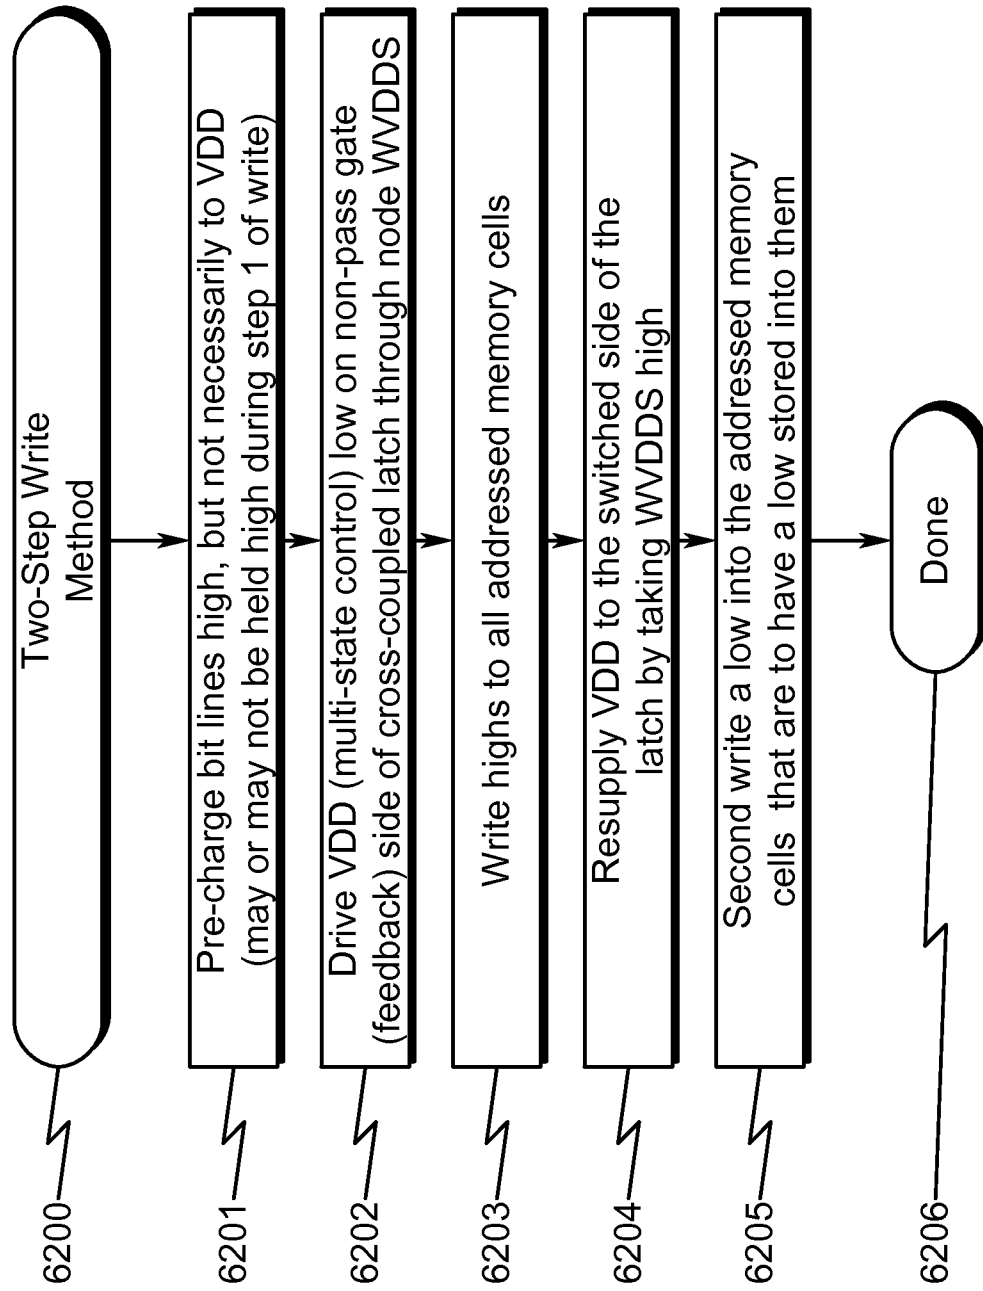 Two-Step Write
Method
6200
Pre-charge bit lines high, but not necessarily to VDD
(may or may not be held high during step 1 of write)
6201
Drive VDD (multi-state control) low on non-pass gate
(feedback) side of cross-coupled latch through node WVDDS
6202
Write highs to all addressed memory cells
6203
Resupply VDD to the switched side of the
latch by taking WVDDS high
6204
Second write a low into the addressed memory
cells that are to have a low stored into them
6205
Done
6206